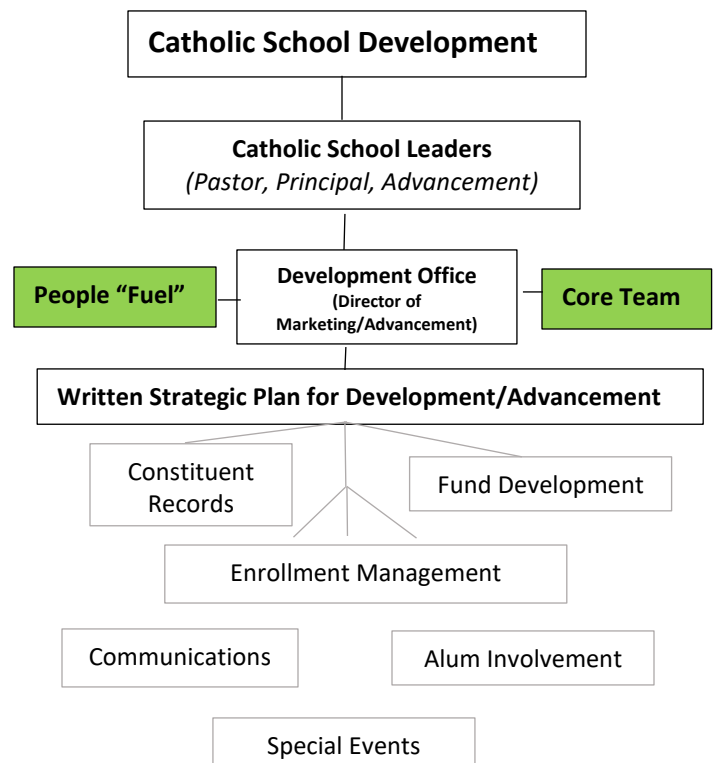 Catholic School Development
Catholic School Leaders
(Pastor, Principal, Advancement)
People “Fuel”
Development Office
(Director of
Marketing/Advancement)
Core Team
Written Strategic Plan for Development/Advancement
Constituent
Records
Fund Development
Enrollment Management
Communications
Alum Involvement
Special Events